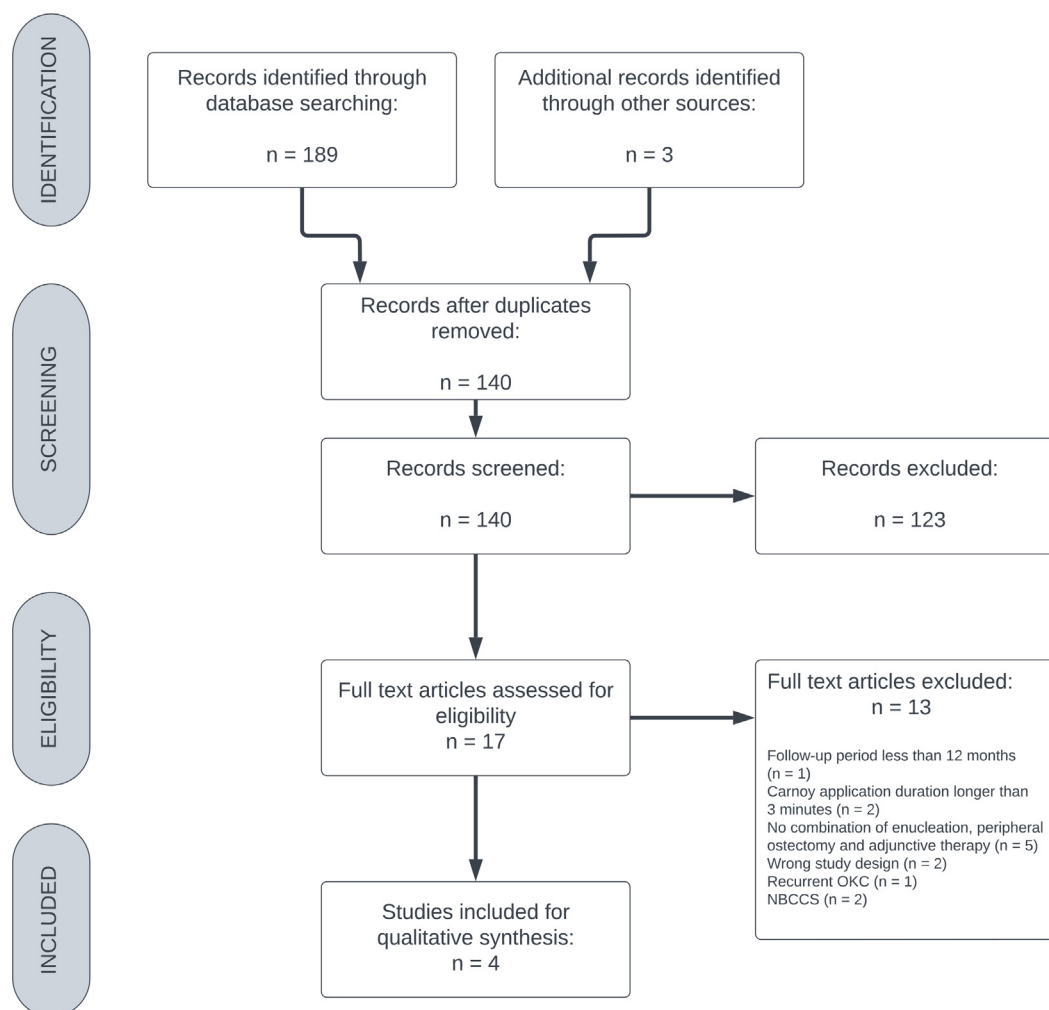 IDENTIFICATION
Records identified through
database searching:
n = 189
Additional records identified
through other sources:
n = 3
SCREENING
Records after duplicates
removed:
n = 140
Records screened:
n = 140
Records excluded:
n = 123
ELIGIBILITY
Full text articles assessed for
eligibility
n = 17
Full text articles excluded:
n = 13
Follow-up period less than 12 months
(n = 1)
Carnoy application duration longer than
3 minutes (n = 2)
No combination of enucleation, peripheral
ostectomy and adjunctive therapy (n = 5)
Wrong study design (n = 2)
Recurrent OKC (n = 1)
NBCCS (n = 2)
INCLUDED
Studies included for
qualitative synthesis:
n = 4